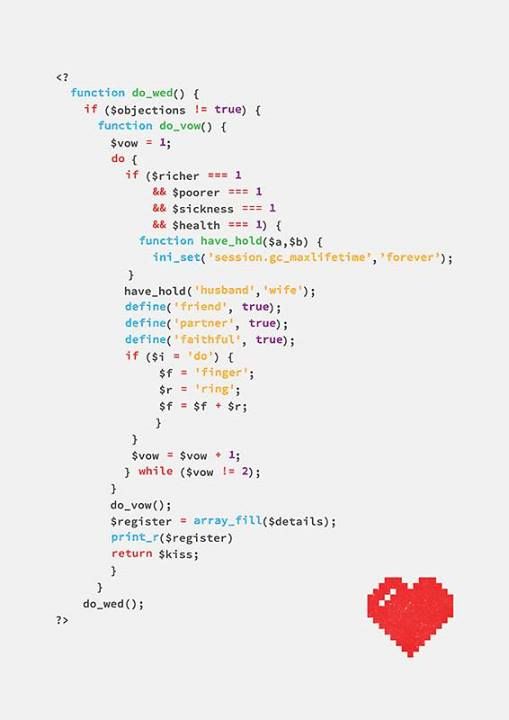 <?
function do_wed() {
if ($objections != true) {
function do_vow() {
$vow = 1;
do {
if ($richer === 1
&& $poorer === 1
&& $sickness === 1
&& $health === 1) {
function have_hold($a,$b) {
ini_set('session.gc_maxlifetime','forever');
}
have_hold('husband','wife');
define('friend', true);
define('partner', true);
define('faithful', true);
if ($i = 'do') {
$f = 'finger';
$r = 'ring';
$f = $f + $r;
}
}
$vow = $vow + 1;
} while ($vow != 2);
}
do_vow();
$register = array_fill($details);
print_r($register)
return $kiss;
}
}
do_wed();
?>